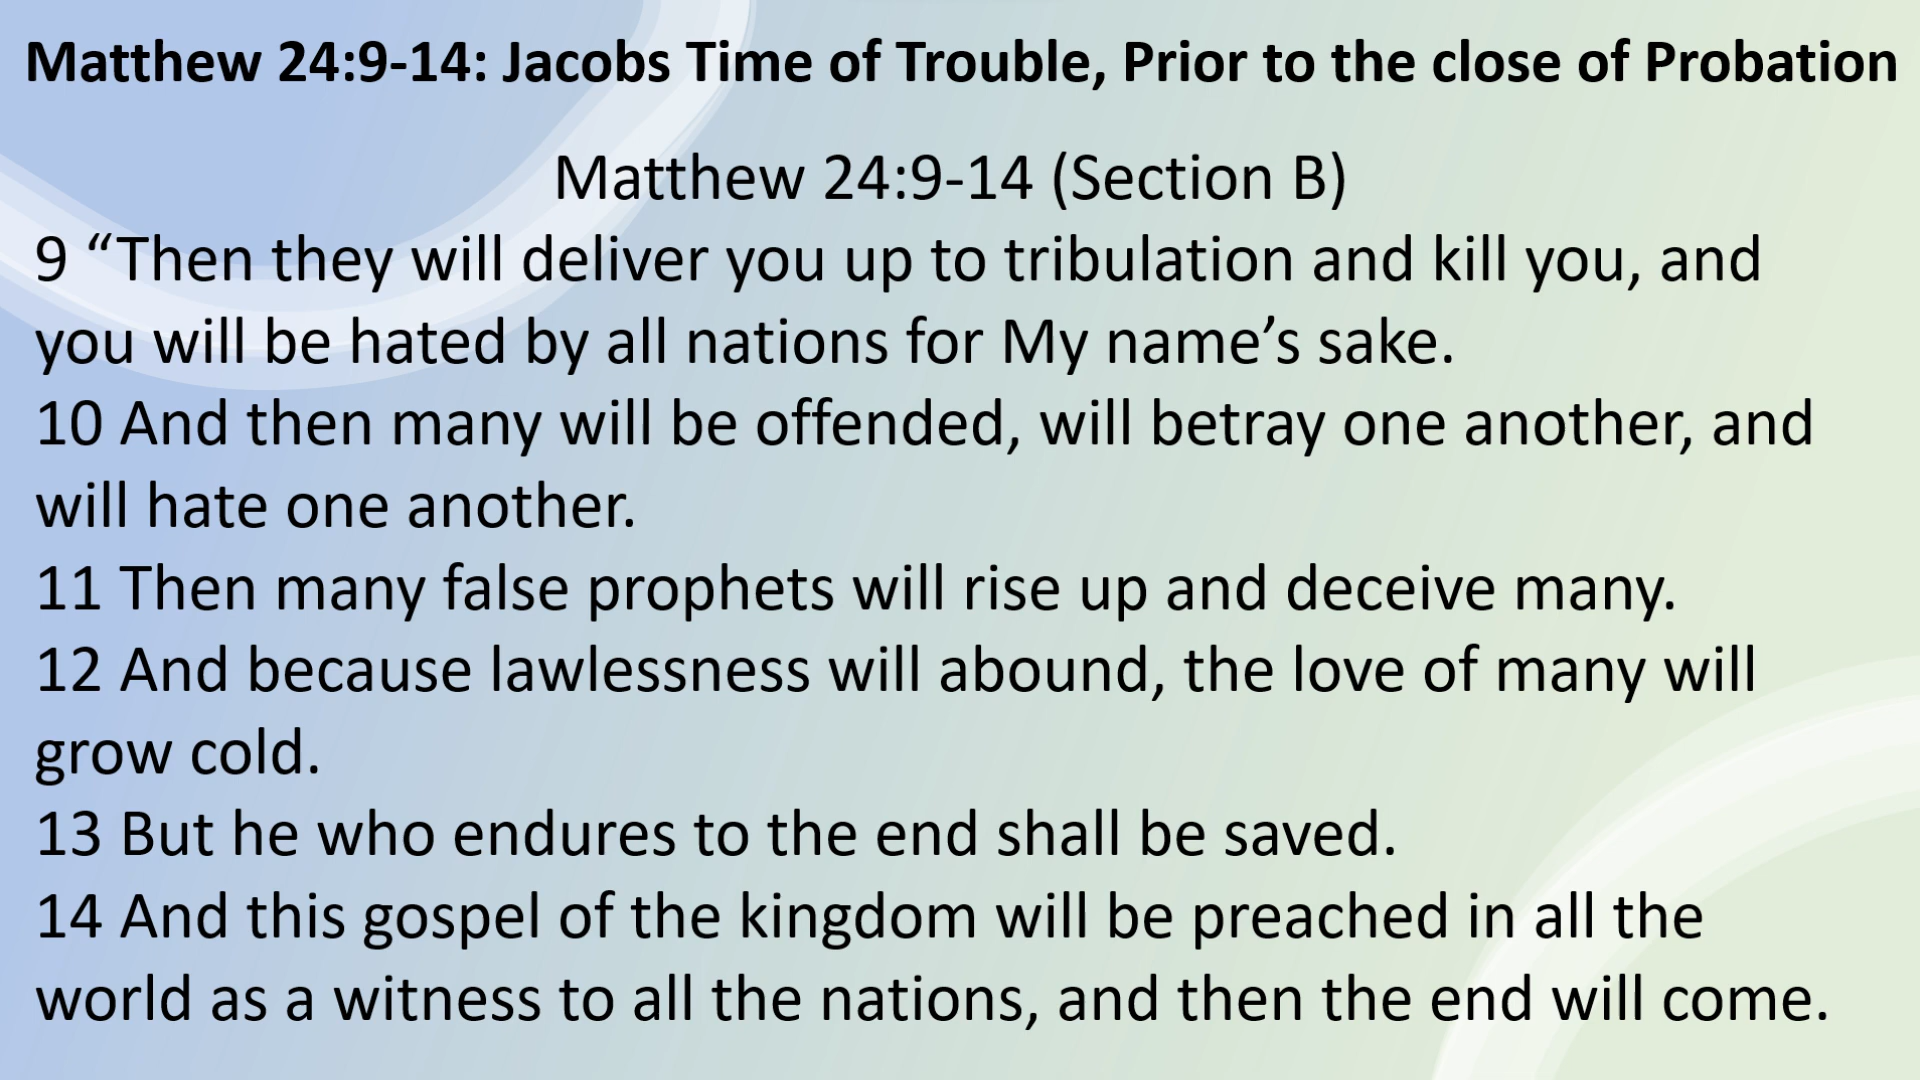 Matthew 24:9-14: Jacobs Time of Trouble, Prior to the close of Probation
Matthew 24:9-14 (Section B)
9 “Then they will deliver you up to tribulation and kill you, and
you will be hated by all nations for My name’s sake.
10 And then many will be offended, will betray one another, and
will hate one another.
11 Then many false prophets will rise up and deceive many.
12 And because lawlessness will abound, the love of many will
grow cold.
13 But he who endures to the end shall be saved.
14 And this gospel of the kingdom will be preached in all the
world as a witness to all the nations, and then the end will come.